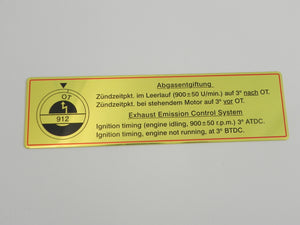 OT
912
Abgasentgiftung
Zündzeitpkt. im Leerlauf (900±50 U/min.) auf 3° nach OT.
Zündzeitpkt. bei stehendem Motor auf 3° vor OT.
Exhaust Emission Control System
Ignition timing (engine idling, 900±50 r.p.m.) 3° ATDC.
Ignition timing, engine not running, at 3° BTDC.